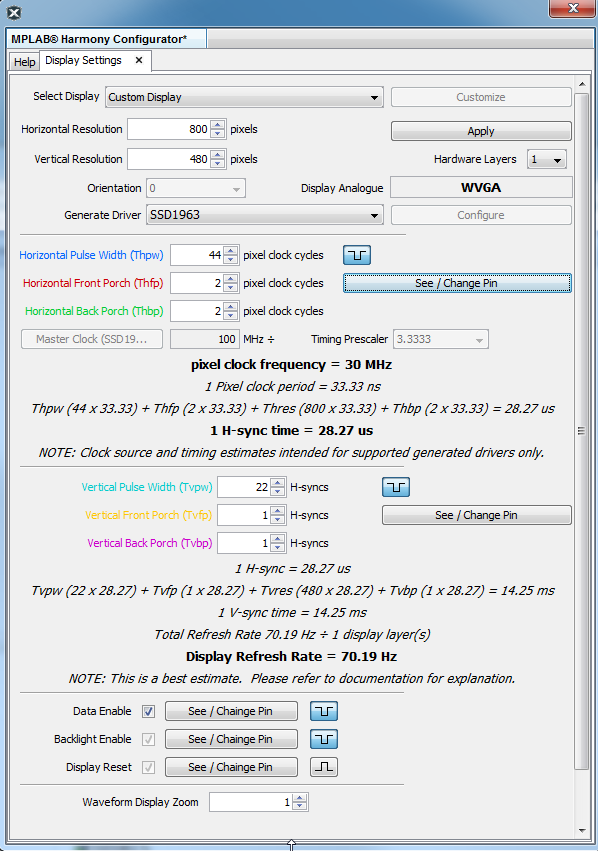 MPLAB® Harmony Configurator*
Help
Display Settings
Select Display Custom Display Customize
Horizontal Resolution 800 pixels Apply
Vertical Resolution 480 pixels Hardware Layers 1
Orientation 0 Display Analogue WVGA
Generate Driver SSD1963 Configure
Horizontal Pulse Width (Thpw) 44 pixel clock cycles
Horizontal Front Porch (Thfp) 2 pixel clock cycles See / Change Pin
Horizontal Back Porch (Thbp) 2 pixel clock cycles
Master Clock (SSD19... 100 MHz ÷ Timing Prescaler 3.3333
pixel clock frequency = 30 MHz
1 Pixel clock period = 33.33 ns
Thpw (44 x 33.33) + Thfp (2 x 33.33) + Thres (800 x 33.33) + Thbp (2 x 33.33) = 28.27 us
1 H-sync time = 28.27 us
NOTE: Clock source and timing estimates intended for supported generated drivers only.
Vertical Pulse Width (Tvpw) 22 H-syncs
Vertical Front Porch (Tvfp) 1 H-syncs See / Change Pin
Vertical Back Porch (Tvbp) 1 H-syncs
1 H-sync = 28.27 us
Tvpw (22 x 28.27) + Tvfp (1 x 28.27) + Tvres (480 x 28.27) + Tvbp (1 x 28.27) = 14.25 ms
1 V-sync time = 14.25 ms
Total Refresh Rate 70.19 Hz ÷ 1 display layer(s)
Display Refresh Rate = 70.19 Hz
NOTE: This is a best estimate. Please refer to documentation for explanation.
Data Enable See / Change Pin
Backlight Enable See / Change Pin
Display Reset See / Change Pin
Waveform Display Zoom 1